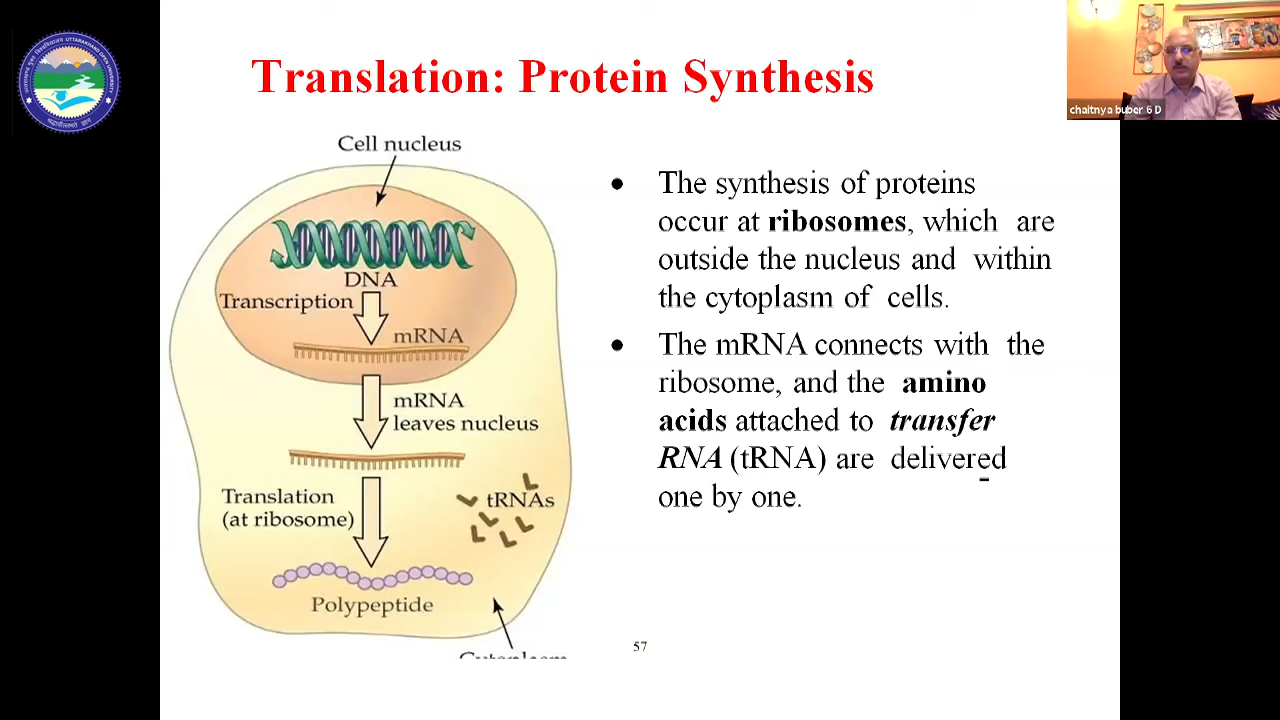 Translation: Protein Synthesis
chaitnya buber 6 D
Cell nucleus
DNA
Transcription
mRNA
mRNA
leaves nucleus
Translation
(at ribosome)
tRNAs
Polypeptide
Cytoplasm
• The synthesis of proteins
occur at ribosomes, which are
outside the nucleus and within
the cytoplasm of cells.
• The mRNA connects with the
ribosome, and the amino
acids attached to transfer
RNA (tRNA) are delivered
one by one.
57